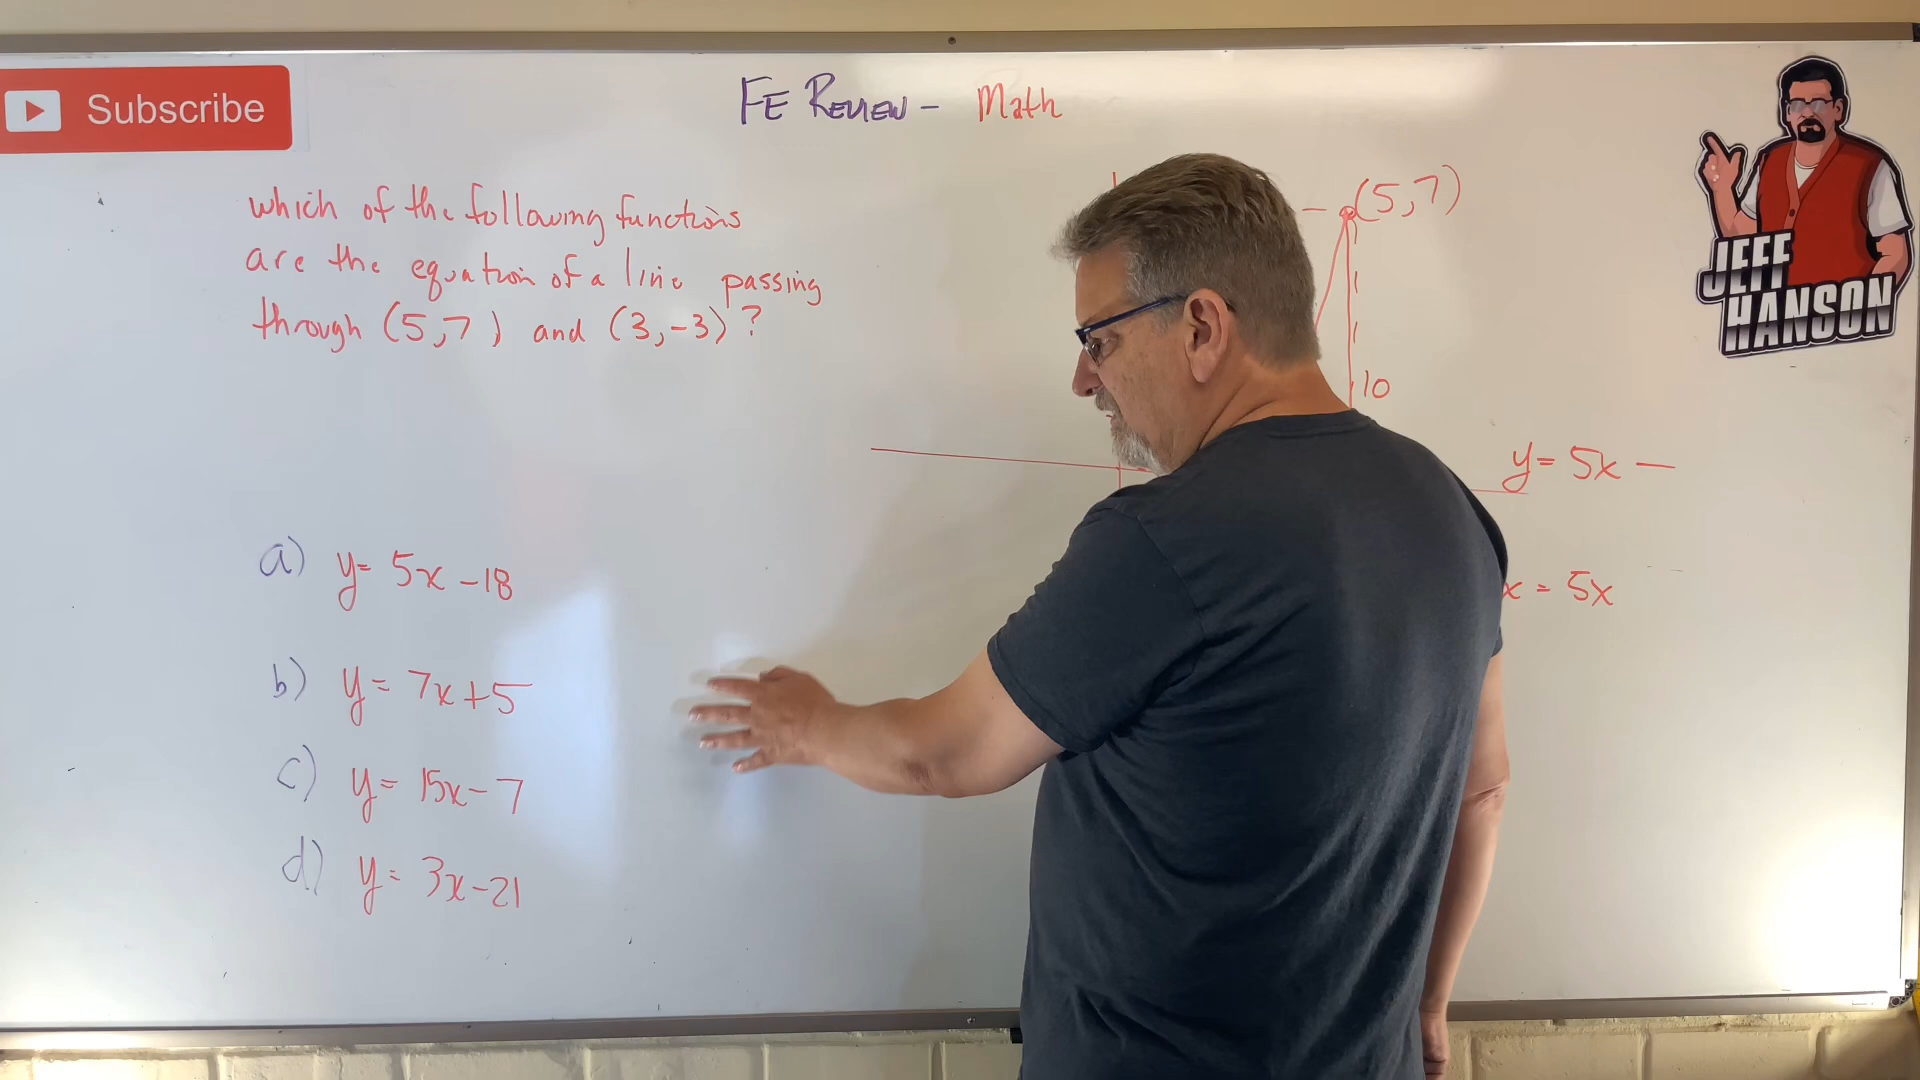 Subscribe
FE REVIEW - Math
which of the following functions
are the equation of a line passing
through (5,7) and (3,-3)?
a) y= 5x -18
b) y= 7x+5
c) y= 15x-7
d) y= 3x-21
(5,7)
10
y= 5x -
x = 5x
JEFF
HANSON